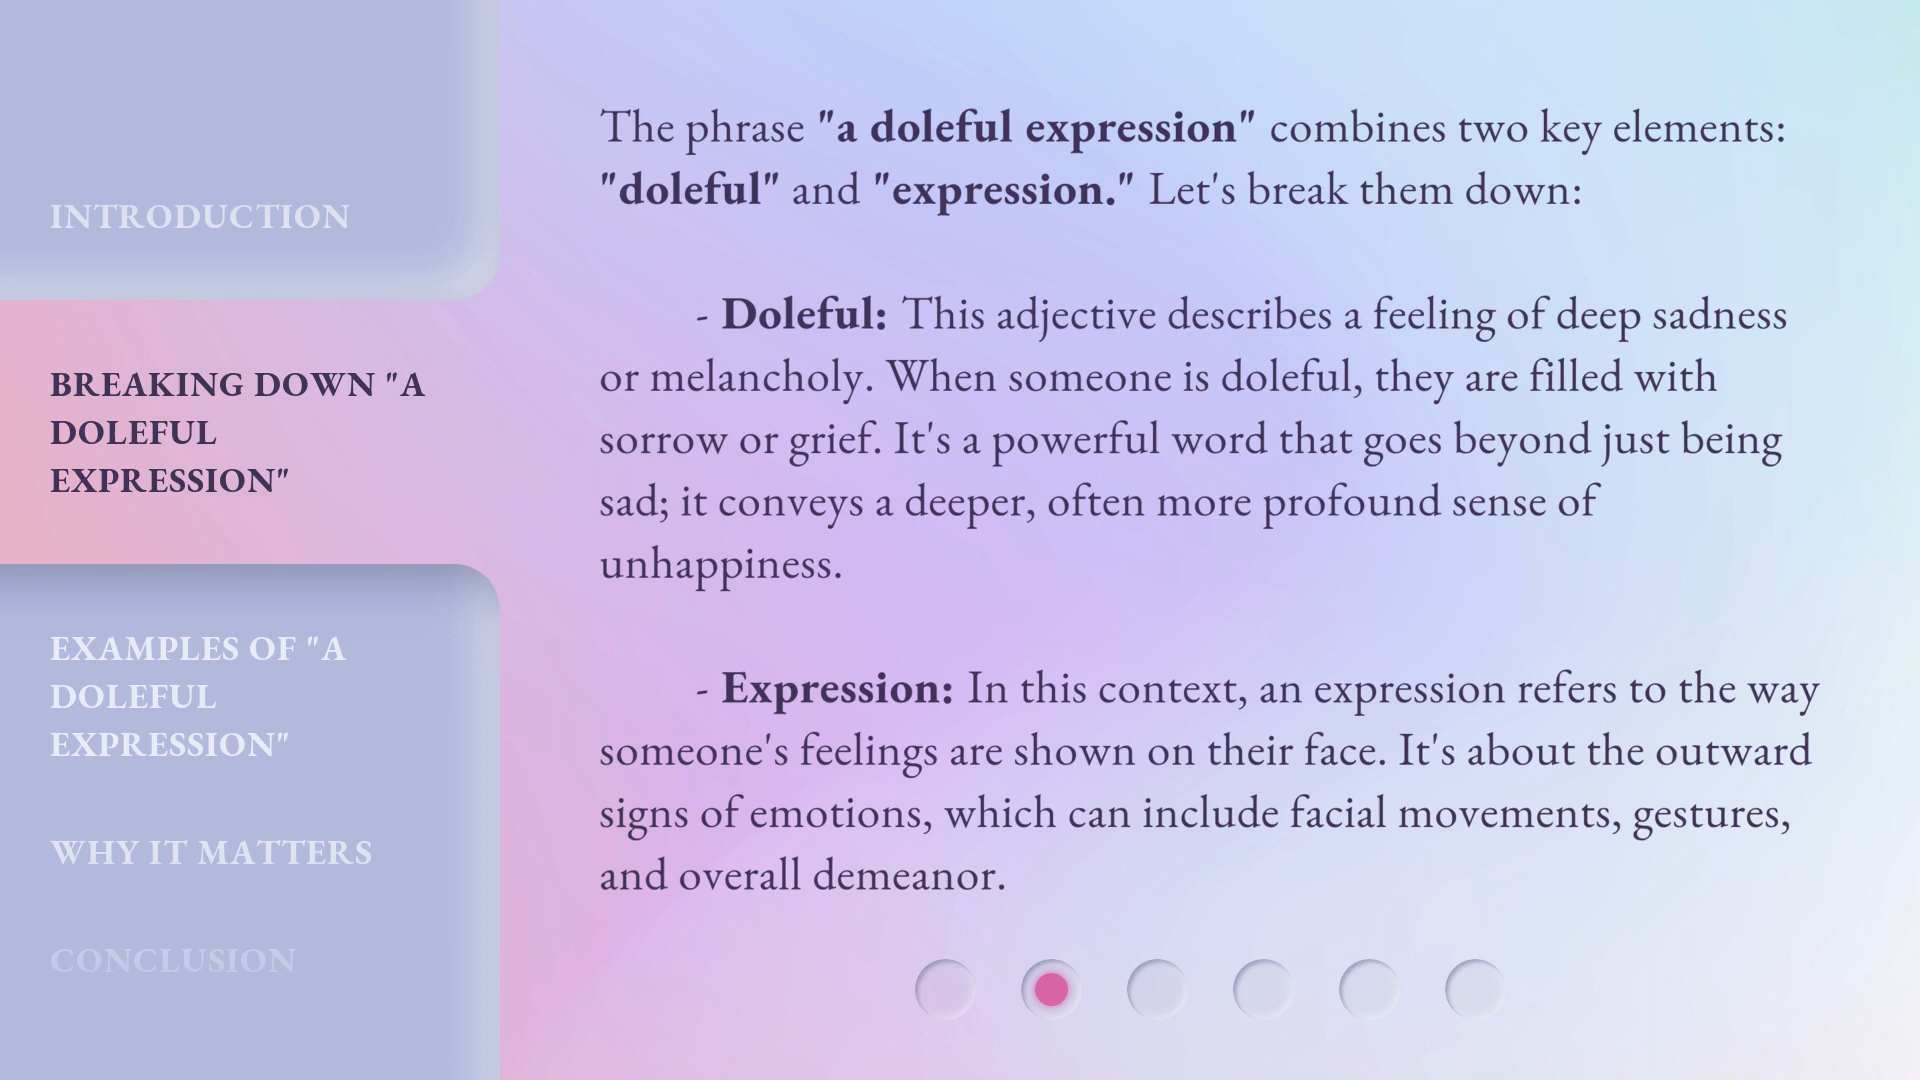 INTRODUCTION
BREAKING DOWN "A
DOLEFUL
EXPRESSION"
EXAMPLES OF "A
DOLEFUL
EXPRESSION"
WHY IT MATTERS
CONCLUSION
The phrase "a doleful expression" combines two key elements:
"doleful" and "expression." Let's break them down:
- Doleful: This adjective describes a feeling of deep sadness
or melancholy. When someone is doleful, they are filled with
sorrow or grief. It's a powerful word that goes beyond just being
sad; it conveys a deeper, often more profound sense of
unhappiness.
- Expression: In this context, an expression refers to the way
someone's feelings are shown on their face. It's about the outward
signs of emotions, which can include facial movements, gestures,
and overall demeanor.